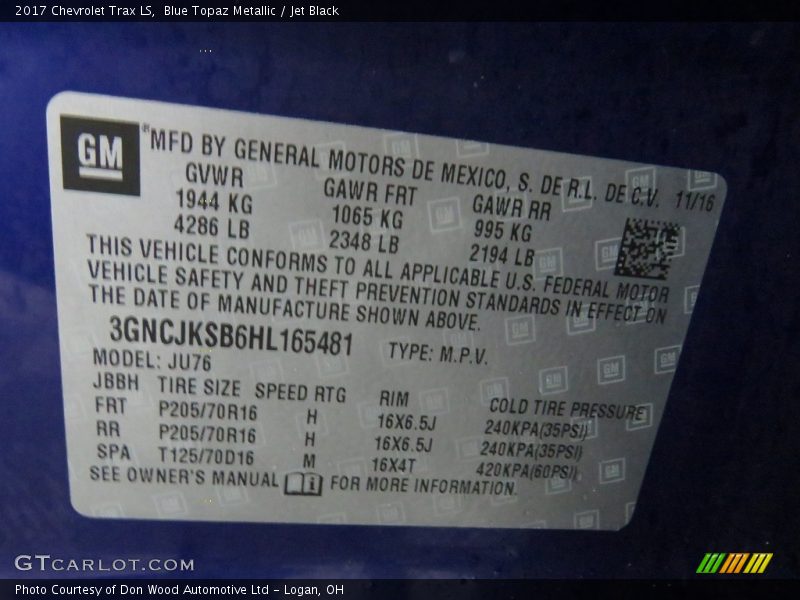 2017 Chevrolet Trax LS,  Blue Topaz Metallic / Jet Black
GM
®MFD BY GENERAL MOTORS DE MEXICO, S. DE R.L. DE C.V. 11/16
GVWR GAWR FRT GAWR RR
1944 KG 1065 KG 995 KG
4286 LB 2348 LB 2194 LB
THIS VEHICLE CONFORMS TO ALL APPLICABLE U.S. FEDERAL MOTOR
VEHICLE SAFETY AND THEFT PREVENTION STANDARDS IN EFFECT ON
THE DATE OF MANUFACTURE SHOWN ABOVE.
3GNCJKSB6HL165481 TYPE: M.P.V.
MODEL: JU76
JBBH TIRE SIZE SPEED RTG RIM COLD TIRE PRESSURE
FRT P205/70R16 H 16X6.5J 240KPA(35PSI)
RR P205/70R16 H 16X6.5J 240KPA(35PSI)
SPA T125/70D16 M 16X4T 420KPA(60PSI)
SEE OWNER'S MANUAL i FOR MORE INFORMATION.
GTCARLOT.COM
Photo Courtesy of Don Wood Automotive Ltd - Logan, OH